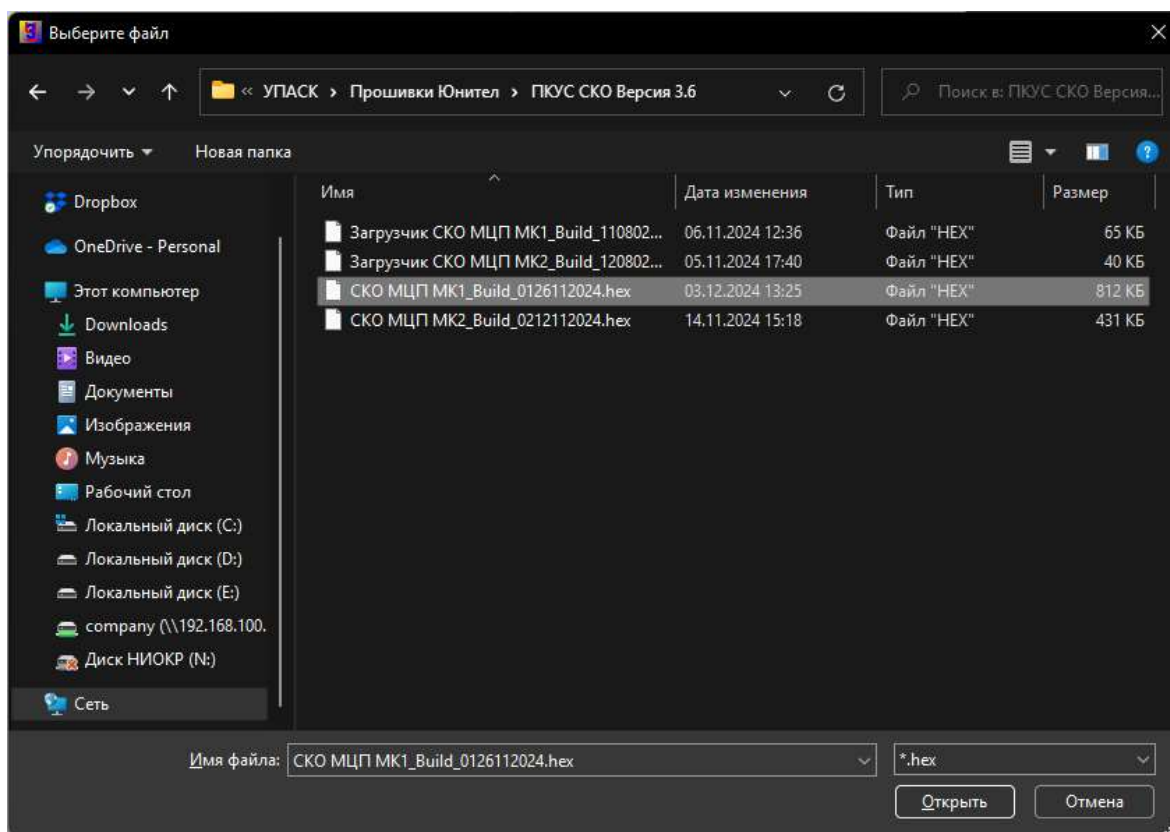 Выберите файл
« УПАСК › Прошивки Юнител › ПКУС СКО Версия 3.6
Поиск в: ПКУС СКО Версия...
Упорядочить
Новая папка
Dropbox
OneDrive - Personal
Этот компьютер
Downloads
Видео
Документы
Изображения
Музыка
Рабочий стол
Локальный диск (C:)
Локальный диск (D:)
Локальный диск (E:)
company (\\192.168.100.
Диск НИОКР (N:)
Сеть
Имя Дата изменения Тип Размер
Загрузчик СКО МЦП МК1_Build_110802... 06.11.2024 12:36 Файл "HEX" 65 КБ
Загрузчик СКО МЦП МК2_Build_120802... 05.11.2024 17:40 Файл "HEX" 40 КБ
СКО МЦП МК1_Build_0126112024.hex 03.12.2024 13:25 Файл "HEX" 812 КБ
СКО МЦП МК2_Build_0212112024.hex 14.11.2024 15:18 Файл "HEX" 431 КБ
Имя файла: СКО МЦП МК1_Build_0126112024.hex
*.hex
Открыть
Отмена